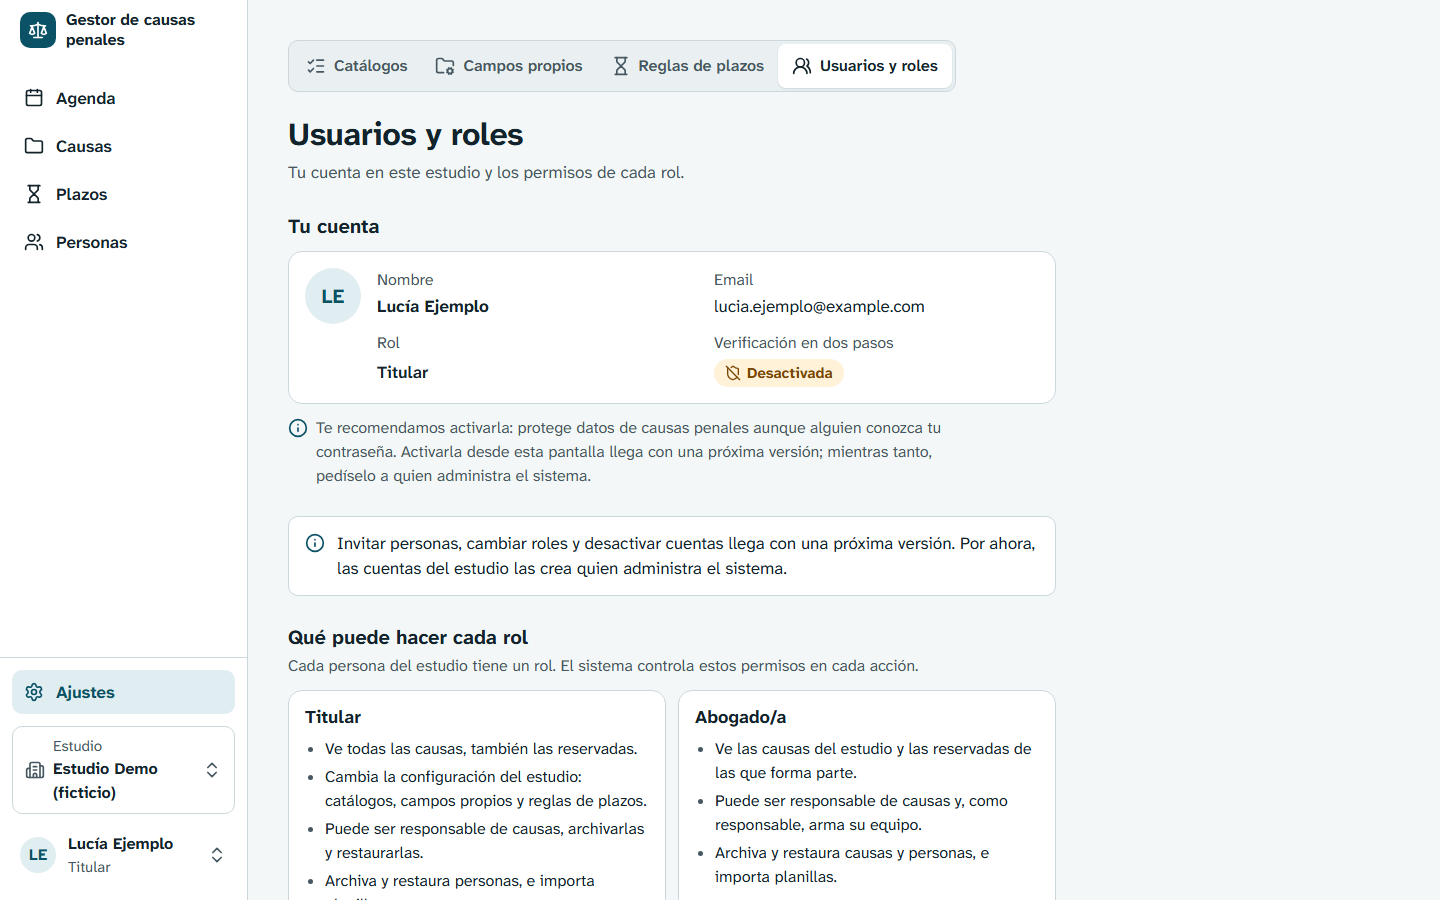 Gestor de causas
penales
Agenda
Causas
Plazos
Personas
Ajustes
Estudio
Estudio Demo
(ficticio)
LE
Lucía Ejemplo
Titular
Catálogos
Campos propios
Reglas de plazos
Usuarios y roles
Usuarios y roles
Tu cuenta en este estudio y los permisos de cada rol.
Tu cuenta
LE
Nombre
Lucía Ejemplo
Email
lucia.ejemplo@example.com
Rol
Titular
Verificación en dos pasos
Desactivada
Te recomendamos activarla: protege datos de causas penales aunque alguien conozca tu
contraseña. Activarla desde esta pantalla llega con una próxima versión; mientras tanto,
pedíselo a quien administra el sistema.
Invitar personas, cambiar roles y desactivar cuentas llega con una próxima versión. Por ahora,
las cuentas del estudio las crea quien administra el sistema.
Qué puede hacer cada rol
Cada persona del estudio tiene un rol. El sistema controla estos permisos en cada acción.
Titular
Ve todas las causas, también las reservadas.
Cambia la configuración del estudio:
catálogos, campos propios y reglas de plazos.
Puede ser responsable de causas, archivarlas
y restaurarlas.
Archiva y restaura personas, e importa
Abogado/a
Ve las causas del estudio y las reservadas de
las que forma parte.
Puede ser responsable de causas y, como
responsable, arma su equipo.
Archiva y restaura causas y personas, e
importa planillas.